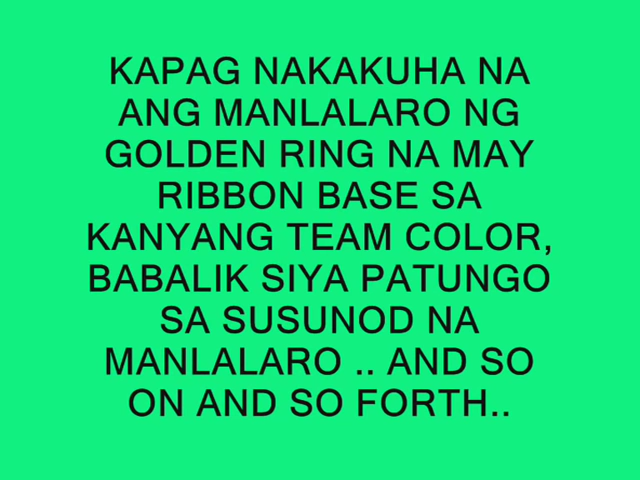 KAPAG NAKAKUHA NA
ANG MANLALARO NG
GOLDEN RING NA MAY
RIBBON BASE SA
KANYANG TEAM COLOR,
BABALIK SIYA PATUNGO
SA SUSUNOD NA
MANLALARO .. AND SO
ON AND SO FORTH..